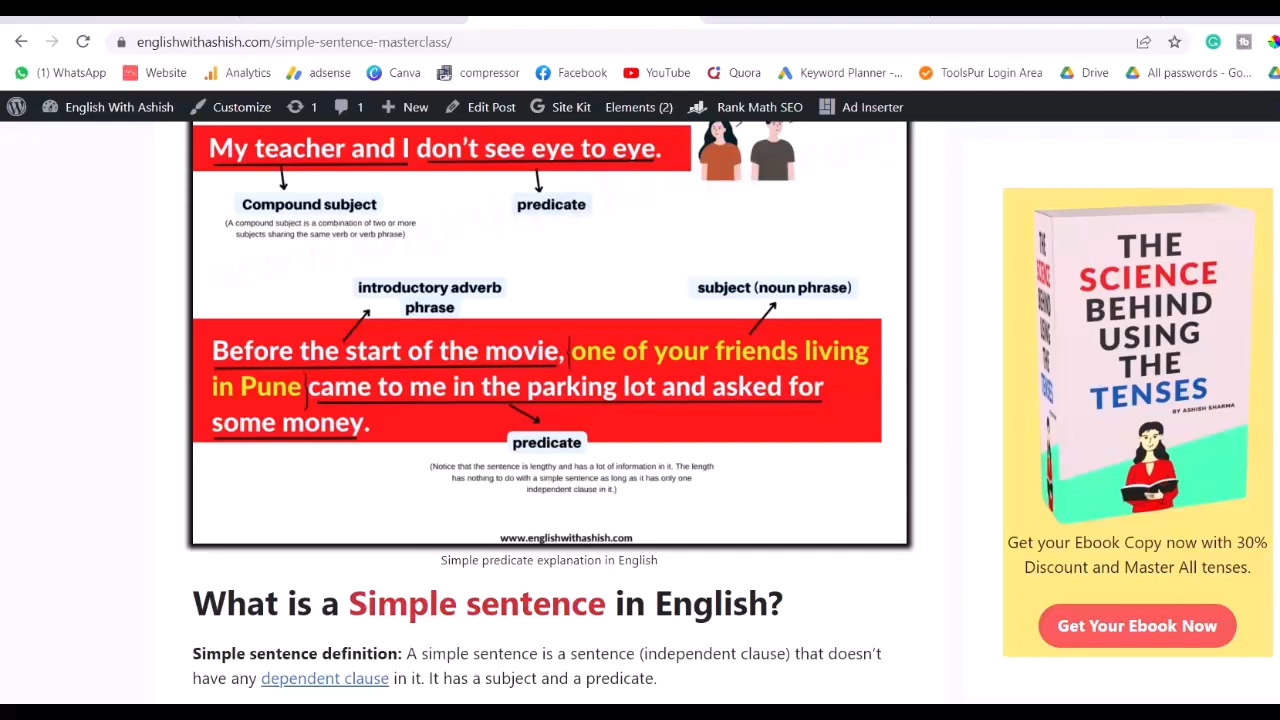 englishwithashish.com/simple-sentence-masterclass/
(1) WhatsApp Website Analytics adsense Canva compressor Facebook YouTube Quora Keyword Planner -... ToolsPur Login Area Drive All passwords - Go...
English With Ashish Customize 1 1 New Edit Post Site Kit Elements (2) Rank Math SEO Ad Inserter
My teacher and I don't see eye to eye.
Compound subject predicate
(A compound subject is a combination of two or more
subjects sharing the same verb or verb phrase)
introductory adverb
phrase
subject (noun phrase)
Before the start of the movie, one of your friends living
in Pune came to me in the parking lot and asked for
some money.
predicate
(Notice that the sentence is lengthy and has a lot of information in it. The length
has nothing to do with a simple sentence as long as it has only one
independent clause in it.)
www.englishwithashish.com
Simple predicate explanation in English
What is a Simple sentence in English?
Simple sentence definition: A simple sentence is a sentence (independent clause) that doesn't
have any dependent clause in it. It has a subject and a predicate.
THE
SCIENCE
BEHIND
USING
THE
TENSES
BY ASHISH SHARMA
Get your Ebook Copy now with 30%
Discount and Master All tenses.
Get Your Ebook Now